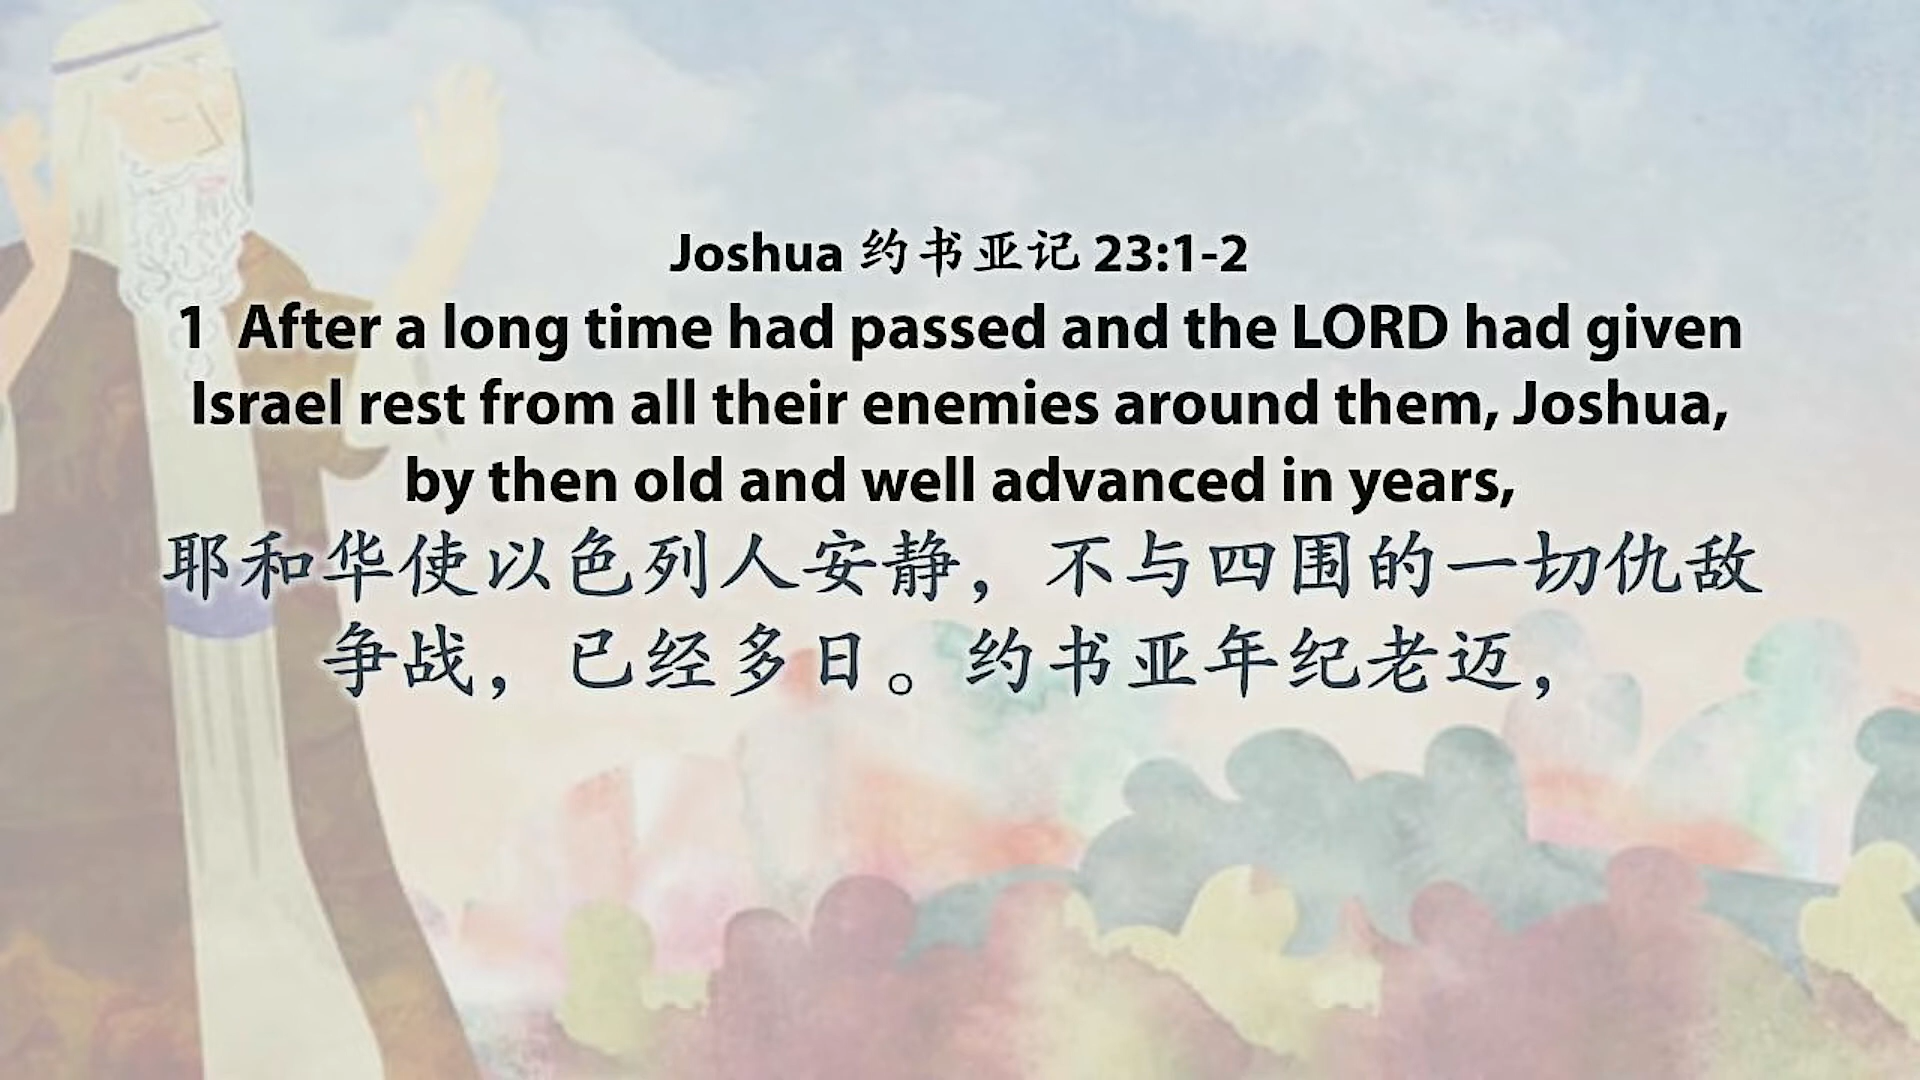 Joshua 约书亚记 23:1-2
1 After a long time had passed and the LORD had given
Israel rest from all their enemies around them, Joshua,
by then old and well advanced in years,
耶和华使以色列人安静，不与四围的一切仇敌
争战，已经多日。约书亚年纪老迈，